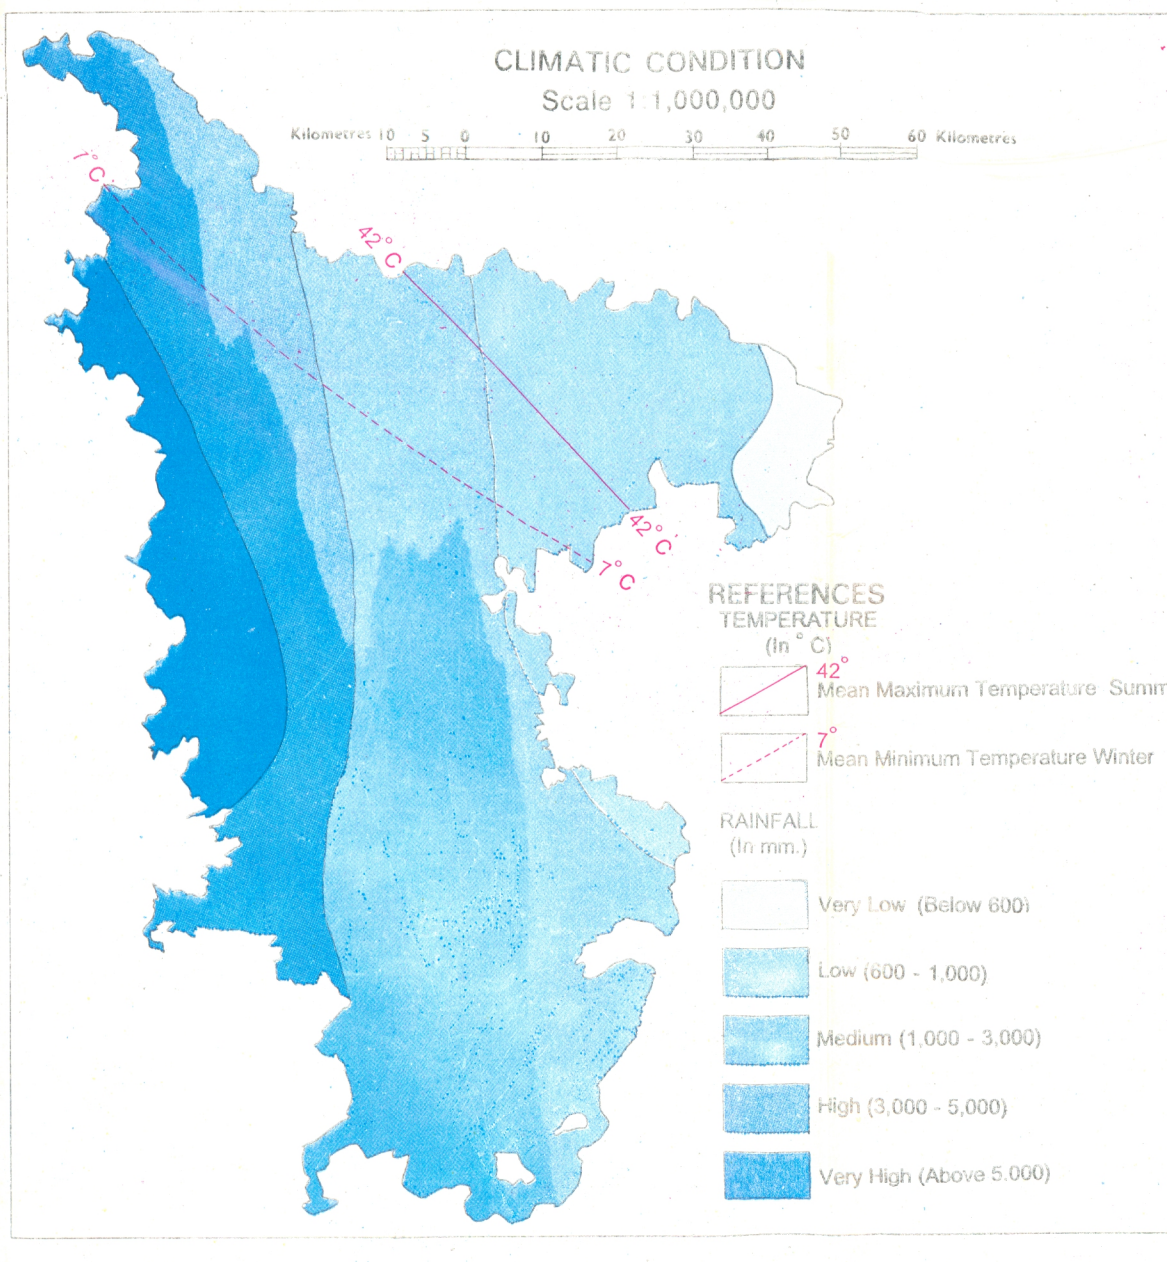 CLIMATIC CONDITION
Scale 1:1,000,000
Kilometres 10 5 0 10 20 30 40 50 60 Kilometres
1°C
42°C
42°C
7°C
REFERENCES
TEMPERATURE
(In ° C)
42°
Mean Maximum Temperature Summ
7°
Mean Minimum Temperature Winter
RAINFALL
(In mm.)
Very Low (Below 600)
Low (600 - 1,000)
Medium (1,000 - 3,000)
High (3,000 - 5,000)
Very High (Above 5.000)